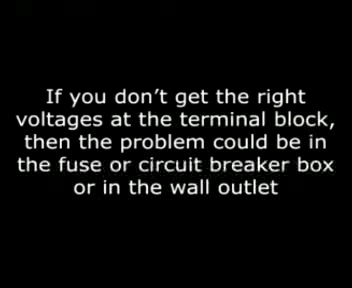 If you don't get the right
voltages at the terminal block,
then the problem could be in
the fuse or circuit breaker box
or in the wall outlet